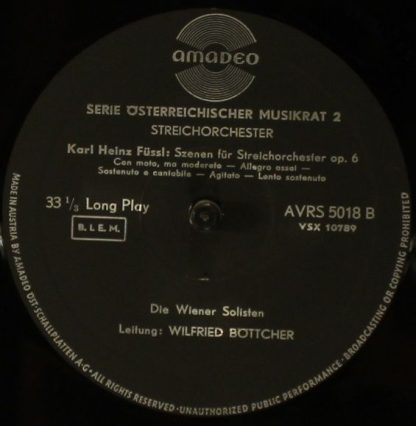 amadeo
SERIE ÖSTERREICHISCHER MUSIKRAT 2
STREICHORCHESTER
Karl Heinz Füssl: Szenen für Streichorchester op. 6
Con moto, ma moderato — Allegro assai —
Sostenuto e cantabile — Agitato — Lento sostenuto
33 1/3 Long Play
AVRS 5018 B
B. I. E. M.
VSX 10789
Die Wiener Solisten
Leitung: WILFRIED BÖTTCHER
MADE IN AUSTRIA BY AMADEO DIE SCHALLPLATTEN A·G · ALL RIGHTS RESERVED · UNAUTHORIZED PUBLIC PERFORMANCE · BROADCASTING OR COPYING PROHIBITED